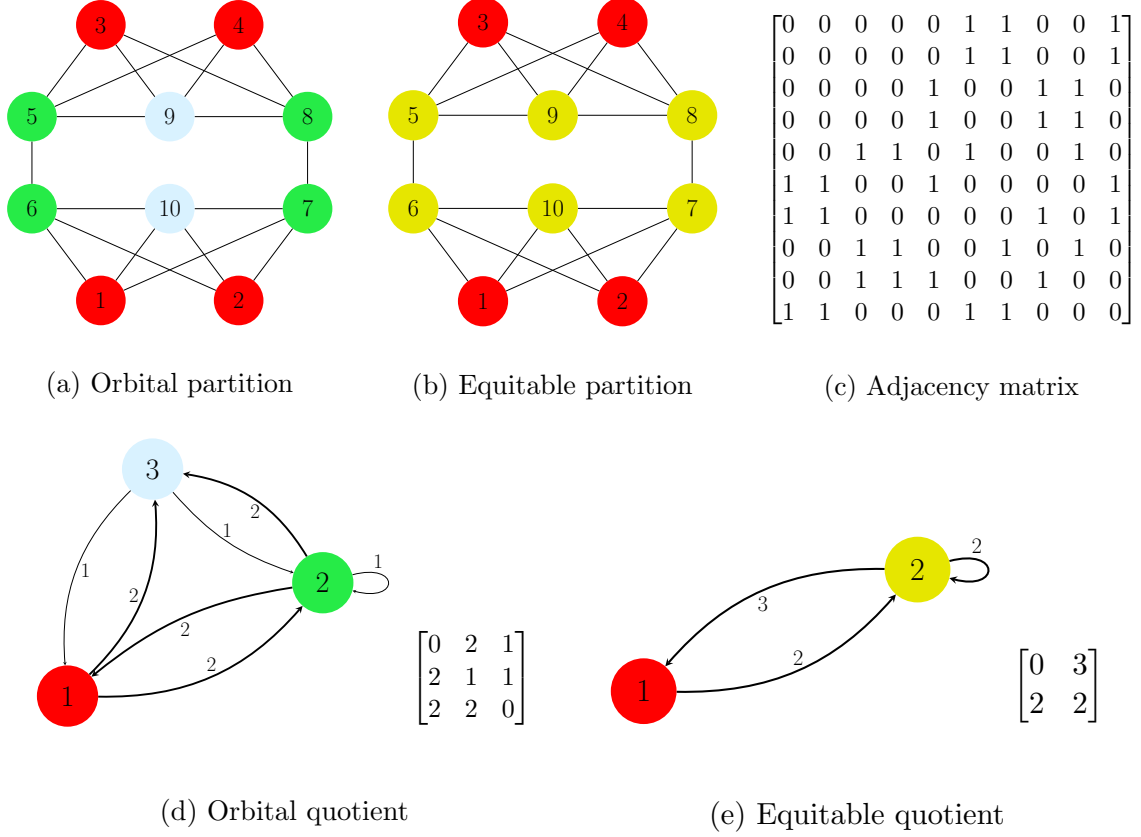 3 4
5 9 8
6 10 7
1 2
(a) Orbital partition
3 4
5 9 8
6 10 7
1 2
(b) Equitable partition
0 0 0 0 0 1 1 0 0 1
0 0 0 0 0 1 1 0 0 1
0 0 0 0 1 0 0 1 1 0
0 0 0 0 1 0 0 1 1 0
0 0 1 1 0 1 0 0 1 0
1 1 0 0 1 0 0 0 0 1
1 1 0 0 0 0 0 1 0 1
0 0 1 1 0 0 1 0 1 0
0 0 1 1 1 0 0 1 0 0
1 1 0 0 0 1 1 0 0 0
(c) Adjacency matrix
3
2
1
1
1
2
2
2
2
1
0 2 1
2 1 1
2 2 0
(d) Orbital quotient
2
2
3
2
1
0 3
2 2
(e) Equitable quotient